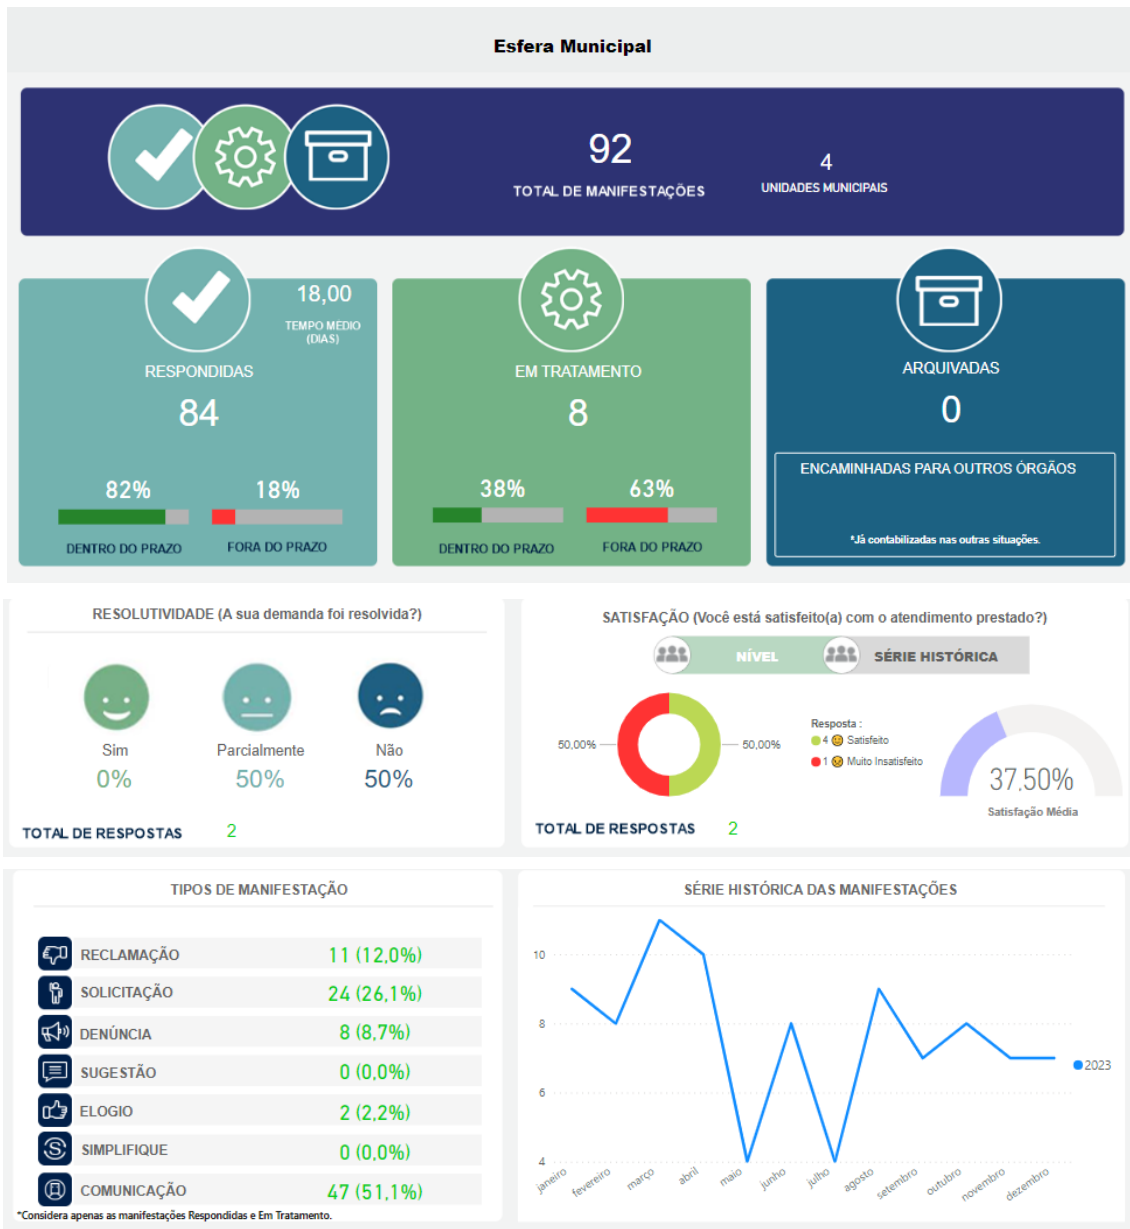 Esfera Municipal
92
TOTAL DE MANIFESTAÇÕES
4
UNIDADES MUNICIPAIS
18,00
TEMPO MÉDIO
(DIAS)
RESPONDIDAS
84
82%
18%
DENTRO DO PRAZO
FORA DO PRAZO
EM TRATAMENTO
8
38%
63%
DENTRO DO PRAZO
FORA DO PRAZO
ARQUIVADAS
0
ENCAMINHADAS PARA OUTROS ÓRGÃOS
*Já contabilizadas nas outras situações.
RESOLUTIVIDADE (A sua demanda foi resolvida?)
Sim
0%
Parcialmente
50%
Não
50%
TOTAL DE RESPOSTAS 2
SATISFAÇÃO (Você está satisfeito(a) com o atendimento prestado?)
NÍVEL
SÉRIE HISTÓRICA
50,00%
50,00%
Resposta :
4 Satisfeito
1 Muito Insatisfeito
37,50%
Satisfação Média
TOTAL DE RESPOSTAS 2
TIPOS DE MANIFESTAÇÃO
RECLAMAÇÃO 11 (12,0%)
SOLICITAÇÃO 24 (26,1%)
DENÚNCIA 8 (8,7%)
SUGESTÃO 0 (0,0%)
ELOGIO 2 (2,2%)
SIMPLIFIQUE 0 (0,0%)
COMUNICAÇÃO 47 (51,1%)
*Considera apenas as manifestações Respondidas e Em Tratamento.
SÉRIE HISTÓRICA DAS MANIFESTAÇÕES
10
8
6
4
janeiro
fevereiro
março
abril
maio
junho
julho
agosto
setembro
outubro
novembro
dezembro
2023